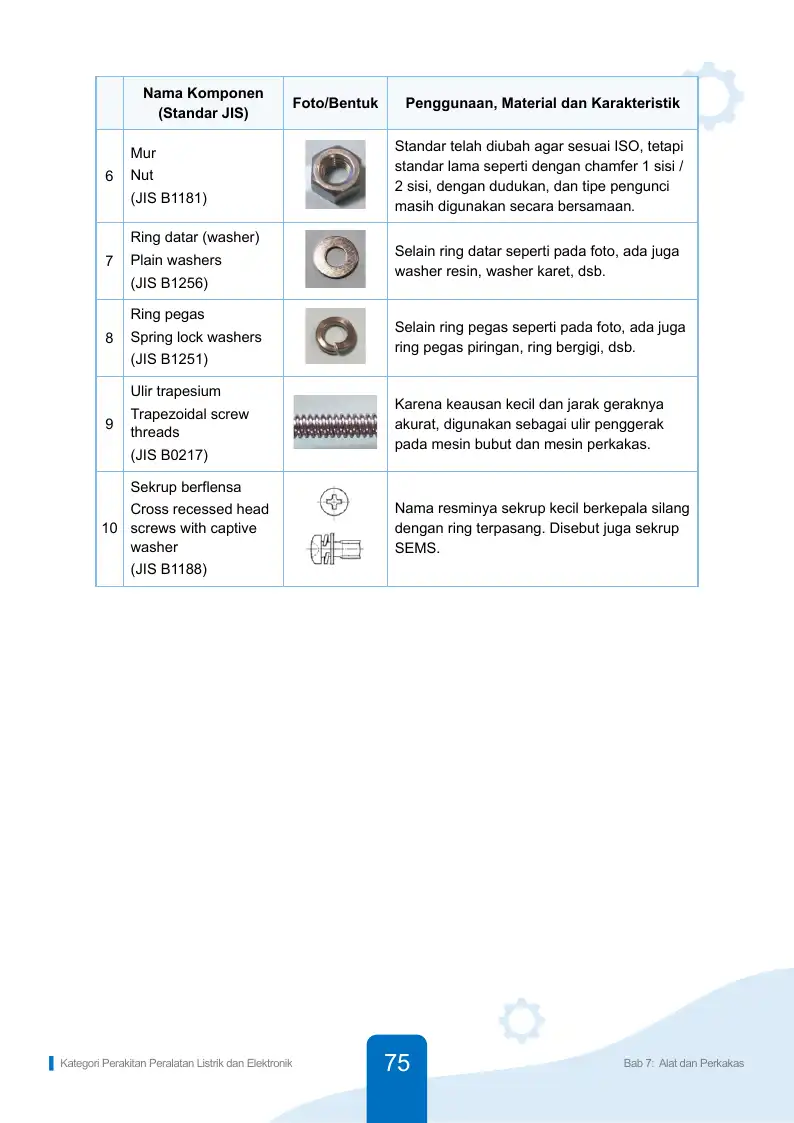 Nama Komponen
(Standar JIS)
Foto/Bentuk
Penggunaan, Material dan Karakteristik
6
Mur
Nut
(JIS B1181)
Standar telah diubah agar sesuai ISO, tetapi
standar lama seperti dengan chamfer 1 sisi /
2 sisi, dengan dudukan, dan tipe pengunci
masih digunakan secara bersamaan.
7
Ring datar (washer)
Plain washers
(JIS B1256)
Selain ring datar seperti pada foto, ada juga
washer resin, washer karet, dsb.
8
Ring pegas
Spring lock washers
(JIS B1251)
Selain ring pegas seperti pada foto, ada juga
ring pegas piringan, ring bergigi, dsb.
9
Ulir trapesium
Trapezoidal screw
threads
(JIS B0217)
Karena keausan kecil dan jarak geraknya
akurat, digunakan sebagai ulir penggerak
pada mesin bubut dan mesin perkakas.
10
Sekrup berflensa
Cross recessed head
screws with captive
washer
(JIS B1188)
Nama resminya sekrup kecil berkepala silang
dengan ring terpasang. Disebut juga sekrup
SEMS.
Kategori Perakitan Peralatan Listrik dan Elektronik
75
Bab 7: Alat dan Perkakas